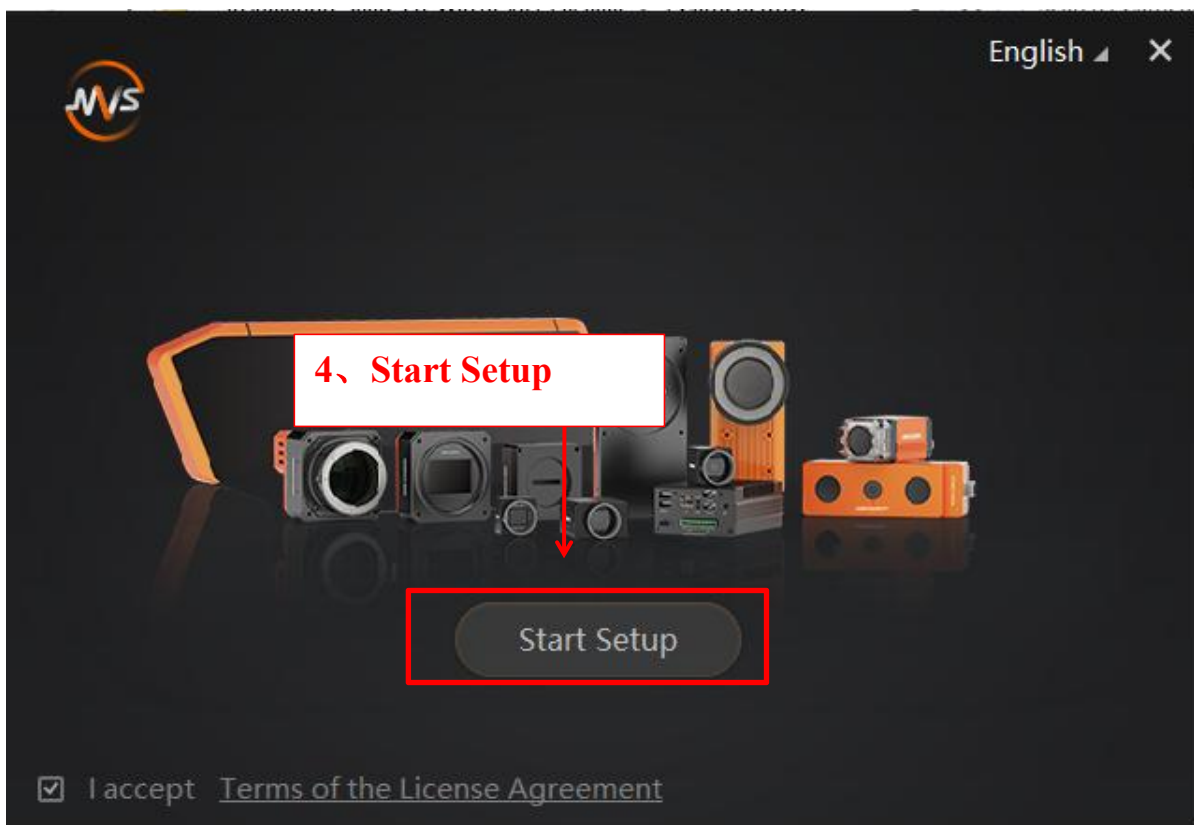 English
MVS
4、Start Setup
Start Setup
I accept Terms of the License Agreement